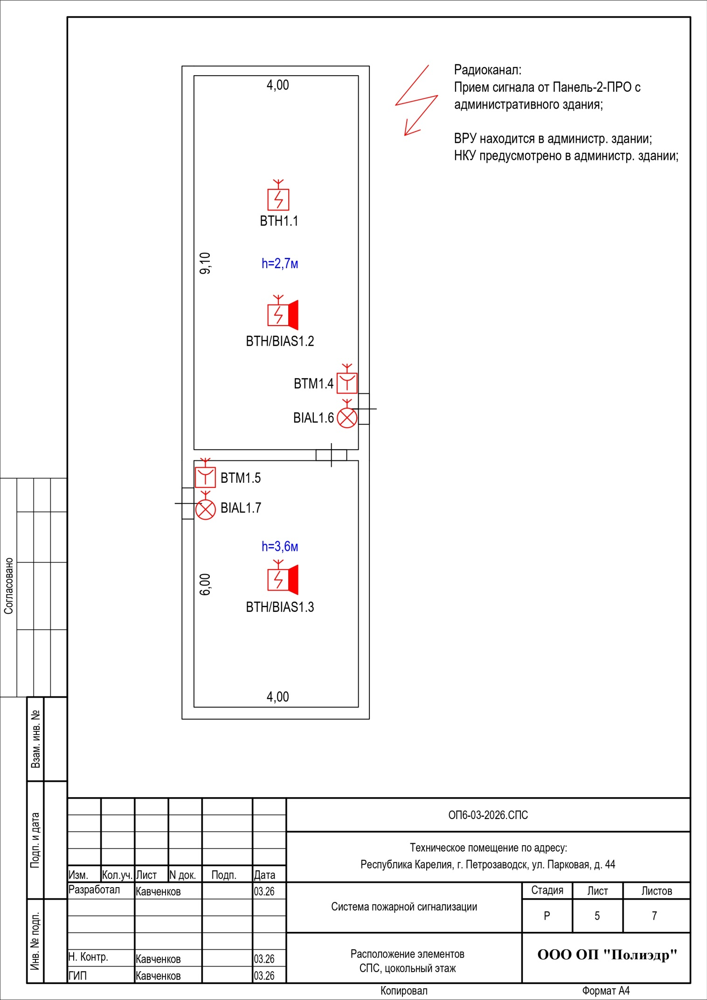 4,00
Радиоканал:
Прием сигнала от Панель-2-ПРО с
административного здания;
ВРУ находится в администр. здании;
НКУ предусмотрено в администр. здании;
BTH1.1
9,10
h=2,7м
BTH/BIAS1.2
BTM1.4
BIAL1.6
BTM1.5
BIAL1.7
h=3,6м
6,00
BTH/BIAS1.3
4,00
Согласовано
Взам. инв. №
Подп. и дата
Инв. № подп.
ОП6-03-2026.СПС
Техническое помещение по адресу:
Республика Карелия, г. Петрозаводск, ул. Парковая, д. 44
Изм. Кол.уч. Лист N док. Подп. Дата
Разработал Кавченков 03.26
Система пожарной сигнализации
Стадия Лист Листов
Р 5 7
Н. Контр. Кавченков 03.26
ГИП Кавченков 03.26
Расположение элементов
СПС, цокольный этаж
ООО ОП "Полиэдр"
Копировал
Формат А4